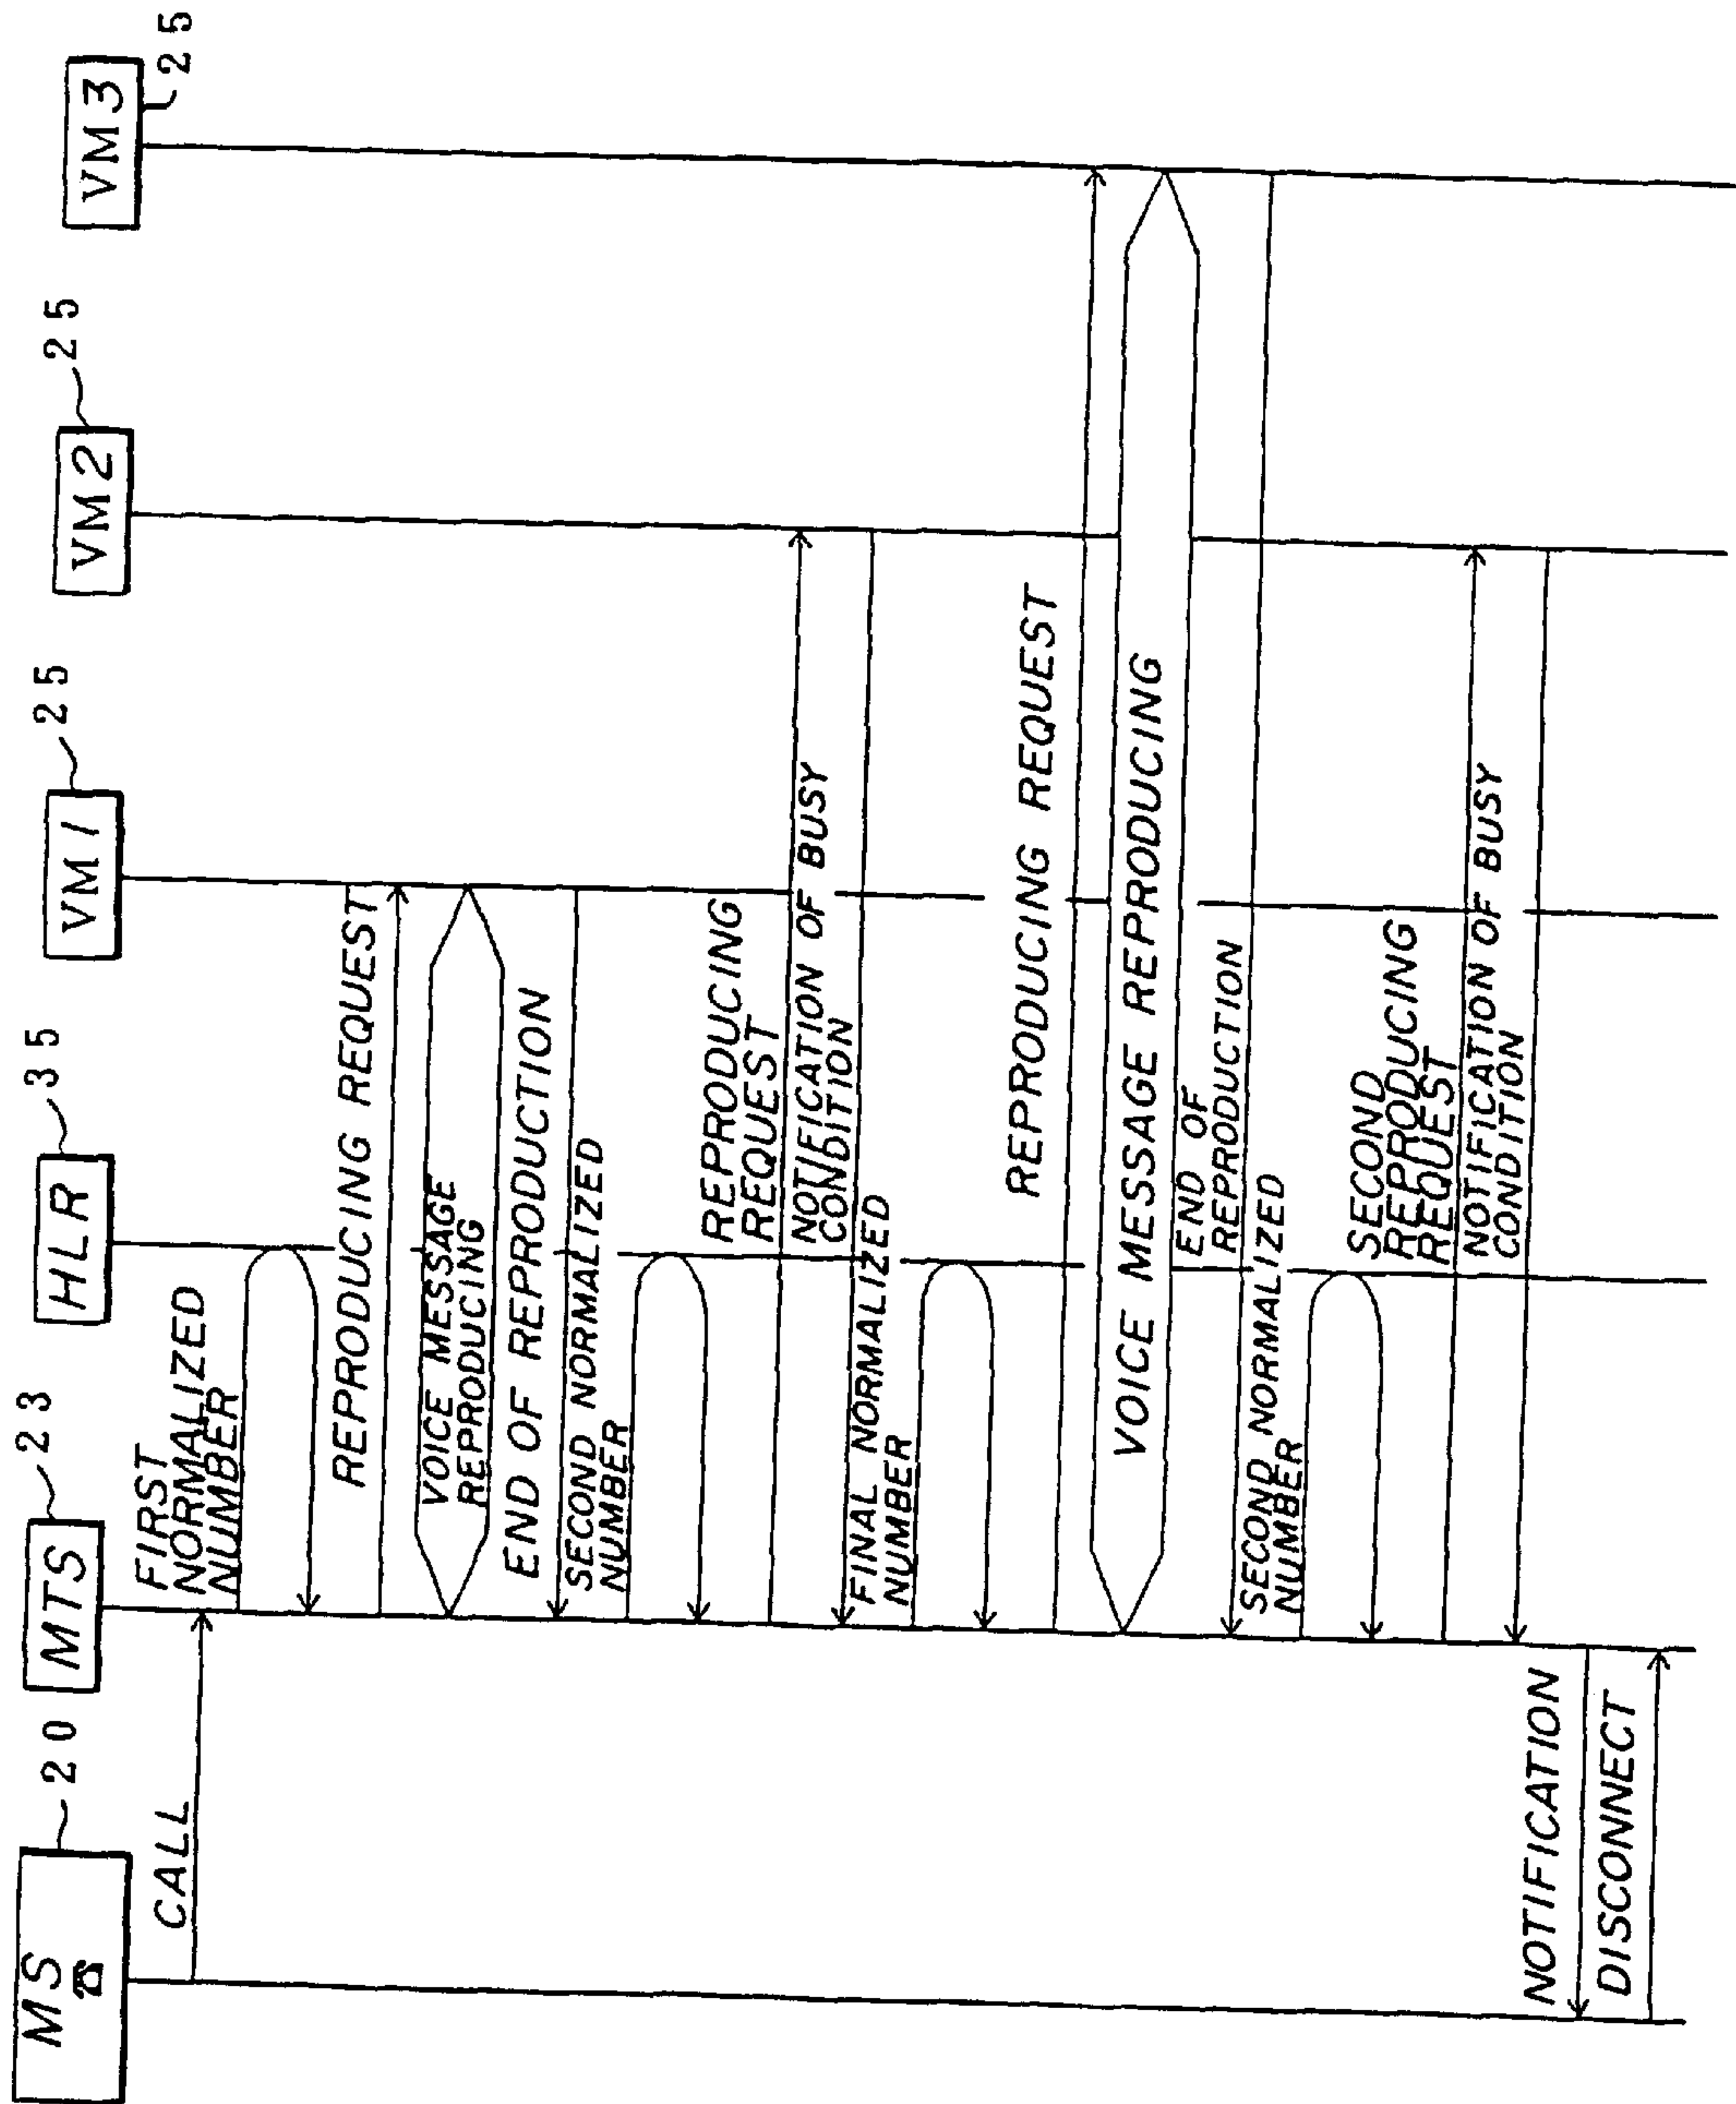 MS
20
MTS
23
HLR
35
VM1
25
VM2
25
VM3
25
CALL
FIRST
NORMALIZED
NUMBER
REPRODUCING REQUEST
VOICE MESSAGE
REPRODUCING
END OF REPRODUCTION
SECOND NORMALIZED
NUMBER
REPRODUCING
REQUEST
NOTIFICATION OF BUSY
CONDITION
FINAL NORMALIZED
NUMBER
REPRODUCING REQUEST
VOICE MESSAGE REPRODUCING
END OF
REPRODUCTION
SECOND NORMALIZED
NUMBER
SECOND
REPRODUCING
REQUEST
NOTIFICATION OF BUSY
CONDITION
NOTIFICATION
DISCONNECT